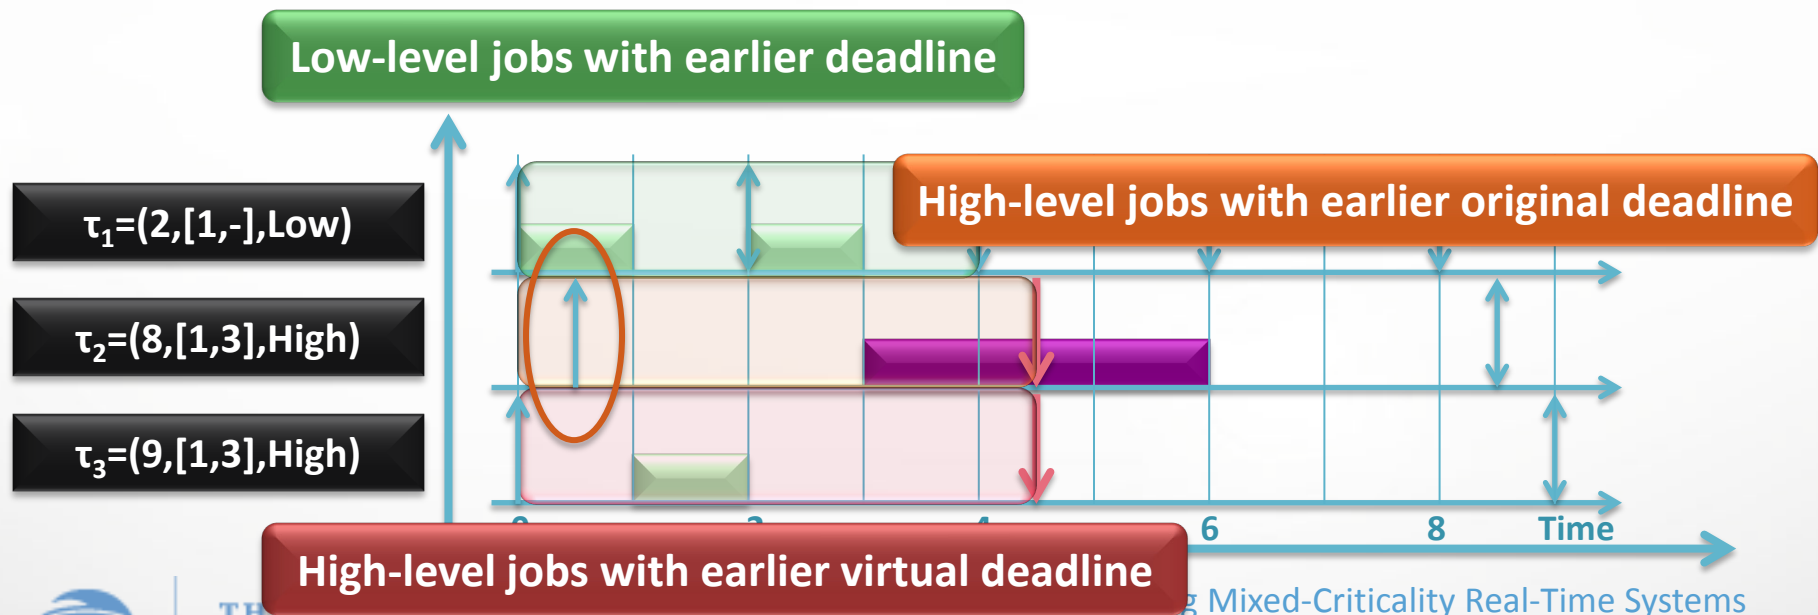 Low-level jobs with earlier deadline
High-level jobs with earlier original deadline
τ₁=(2,[1,-],Low)
τ₂=(8,[1,3],High)
τ₃=(9,[1,3],High)
6 8 Time
High-level jobs with earlier virtual deadline
Mixed-Criticality Real-Time Systems